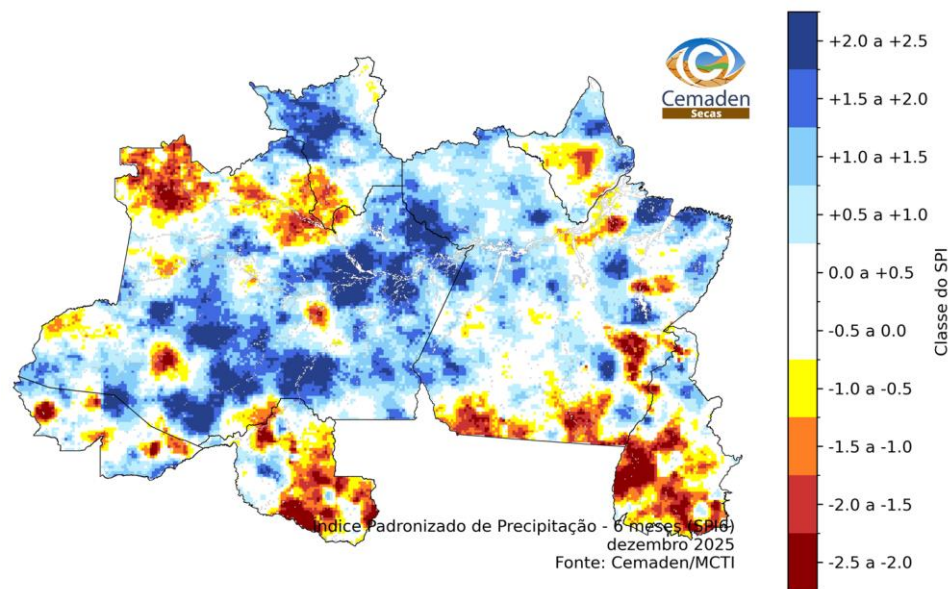 Cemaden
Secas
+2.0 a +2.5
+1.5 a +2.0
+1.0 a +1.5
+0.5 a +1.0
0.0 a +0.5
-0.5 a 0.0
-1.0 a -0.5
-1.5 a -1.0
-2.0 a -1.5
-2.5 a -2.0
Classe do SPI
Índice Padronizado de Precipitação - 6 meses (SPI6)
dezembro 2025
Fonte: Cemaden/MCTI